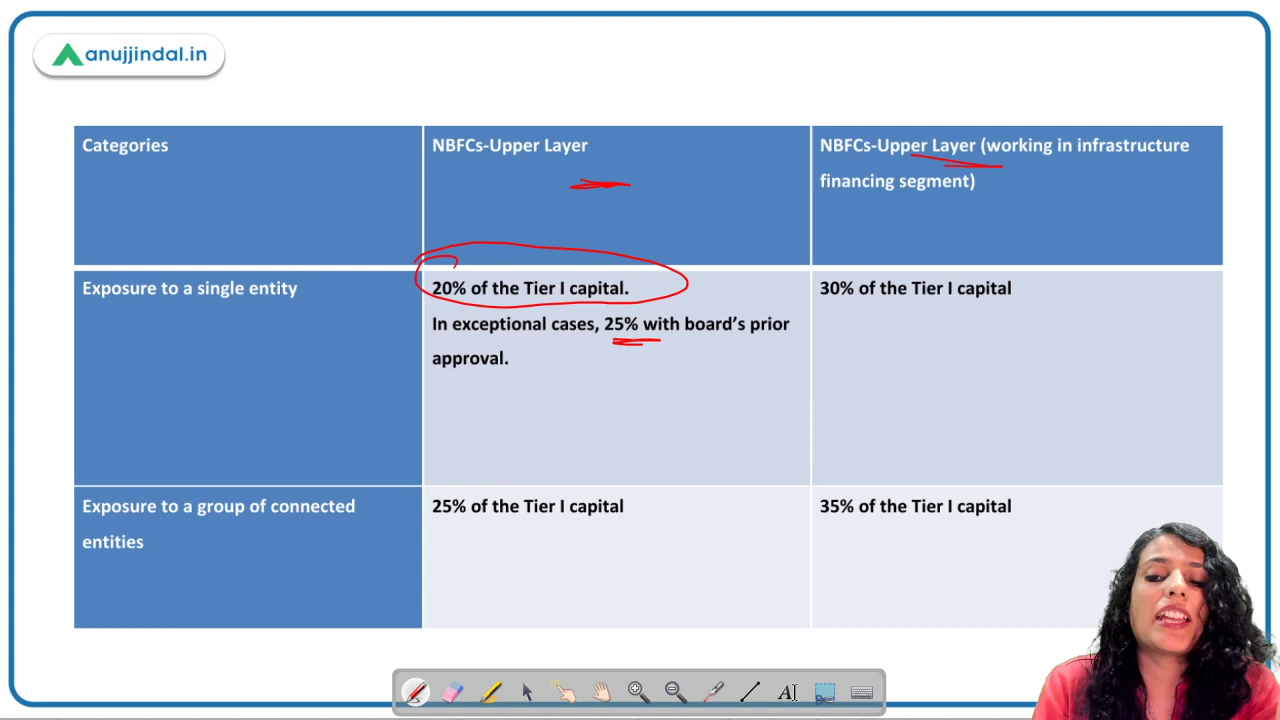 anujjindal.in
Categories
NBFCs-Upper Layer
NBFCs-Upper Layer (working in infrastructure
financing segment)
Exposure to a single entity
20% of the Tier I capital.
In exceptional cases, 25% with board’s prior
approval.
30% of the Tier I capital
Exposure to a group of connected
entities
25% of the Tier I capital
35% of the Tier I capital